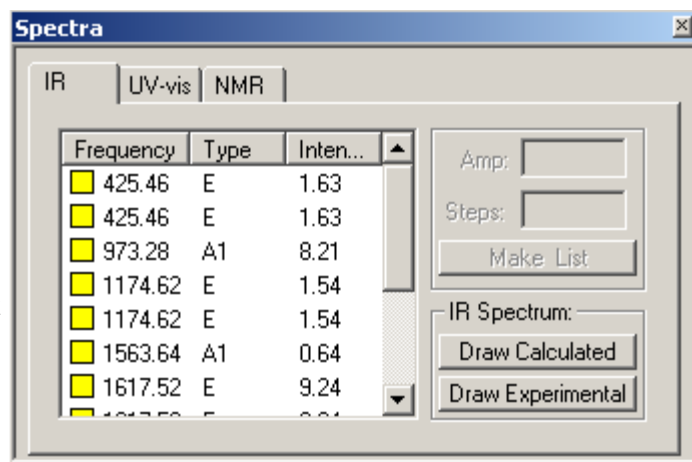 Spectra
IR UV-vis NMR
Frequency Type Inten...
425.46 E 1.63
425.46 E 1.63
973.28 A1 8.21
1174.62 E 1.54
1174.62 E 1.54
1563.64 A1 0.64
1617.52 E 9.24
Amp:
Steps:
Make List
IR Spectrum:
Draw Calculated
Draw Experimental